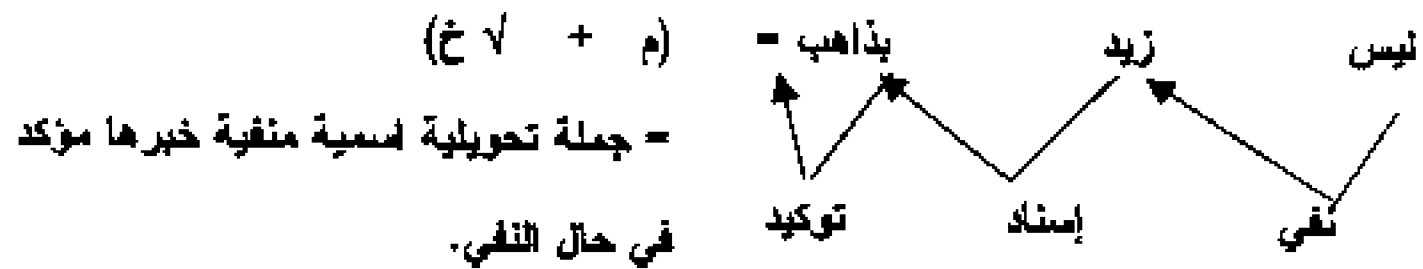 ليس زيد بذاهب = (م + √ خ)
= جملة تحويلية اسمية منفية خبرها مؤكد
نفي إسناد توكيد
في حال النفي.